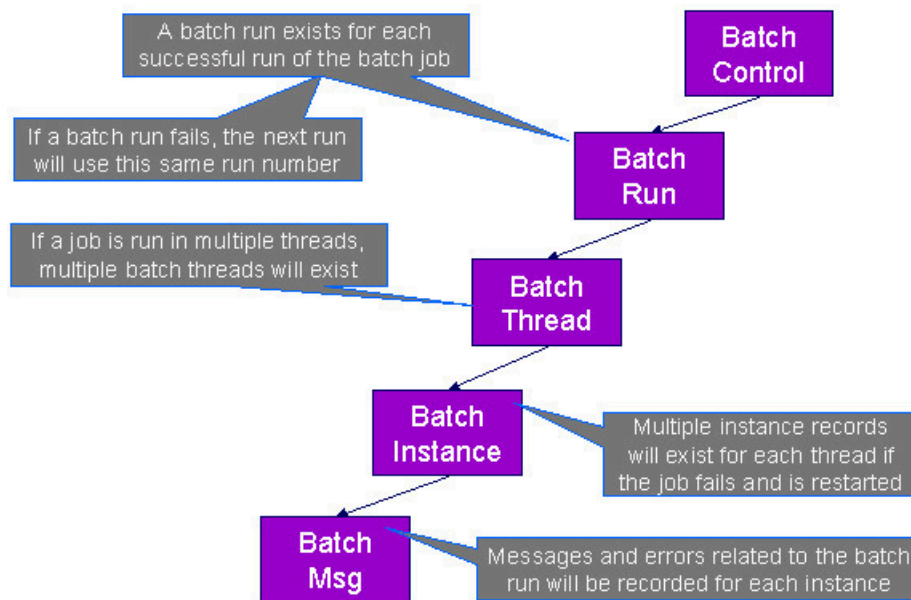 A batch run exists for each
successful run of the batch job
Batch
Control
If a batch run fails, the next run
will use this same run number
Batch
Run
If a job is run in multiple threads,
multiple batch threads will exist
Batch
Thread
Batch
Instance
Multiple instance records
will exist for each thread if
the job fails and is restarted
Batch
Msg
Messages and errors related to the batch
run will be recorded for each instance